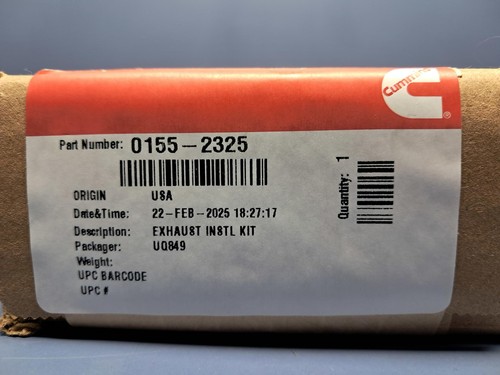 Cummins
Part Number: 0155-2325
ORIGIN USA
Date&Time: 22-FEB-2025 18:27:17
Description: EXHAUST INSTL KIT
Packager: UQ849
Weight:
UPC BARCODE
UPC #
Quantity: 1